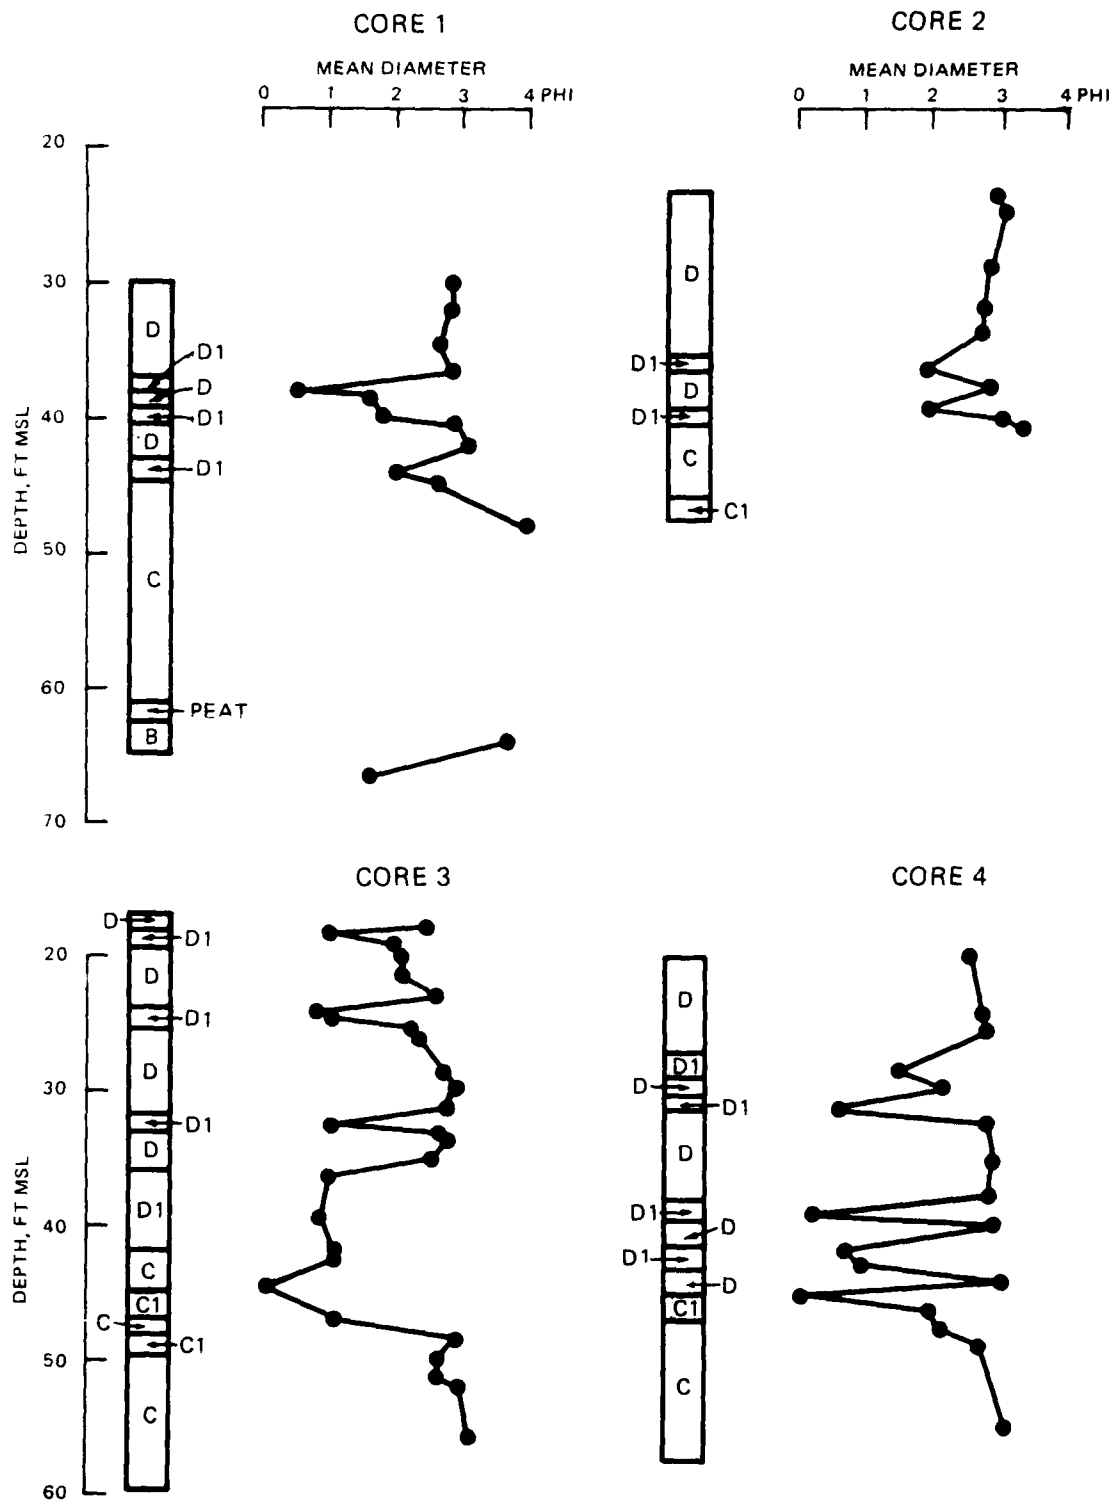 CORE 1
MEAN DIAMETER
0 1 2 3 4 PHI
CORE 2
MEAN DIAMETER
0 1 2 3 4 PHI
DEPTH, FT MSL
20
30
40
50
60
70
D
D1
D
D1
D
D1
C
PEAT
B
D
D1
D
D1
C
C1
CORE 3
DEPTH, FT MSL
20
30
40
50
60
D
D1
D
D1
D
D1
D
D1
C
C1
C
C1
C
CORE 4
D
D1
D
D1
D
D1
D
D1
D
C1
C